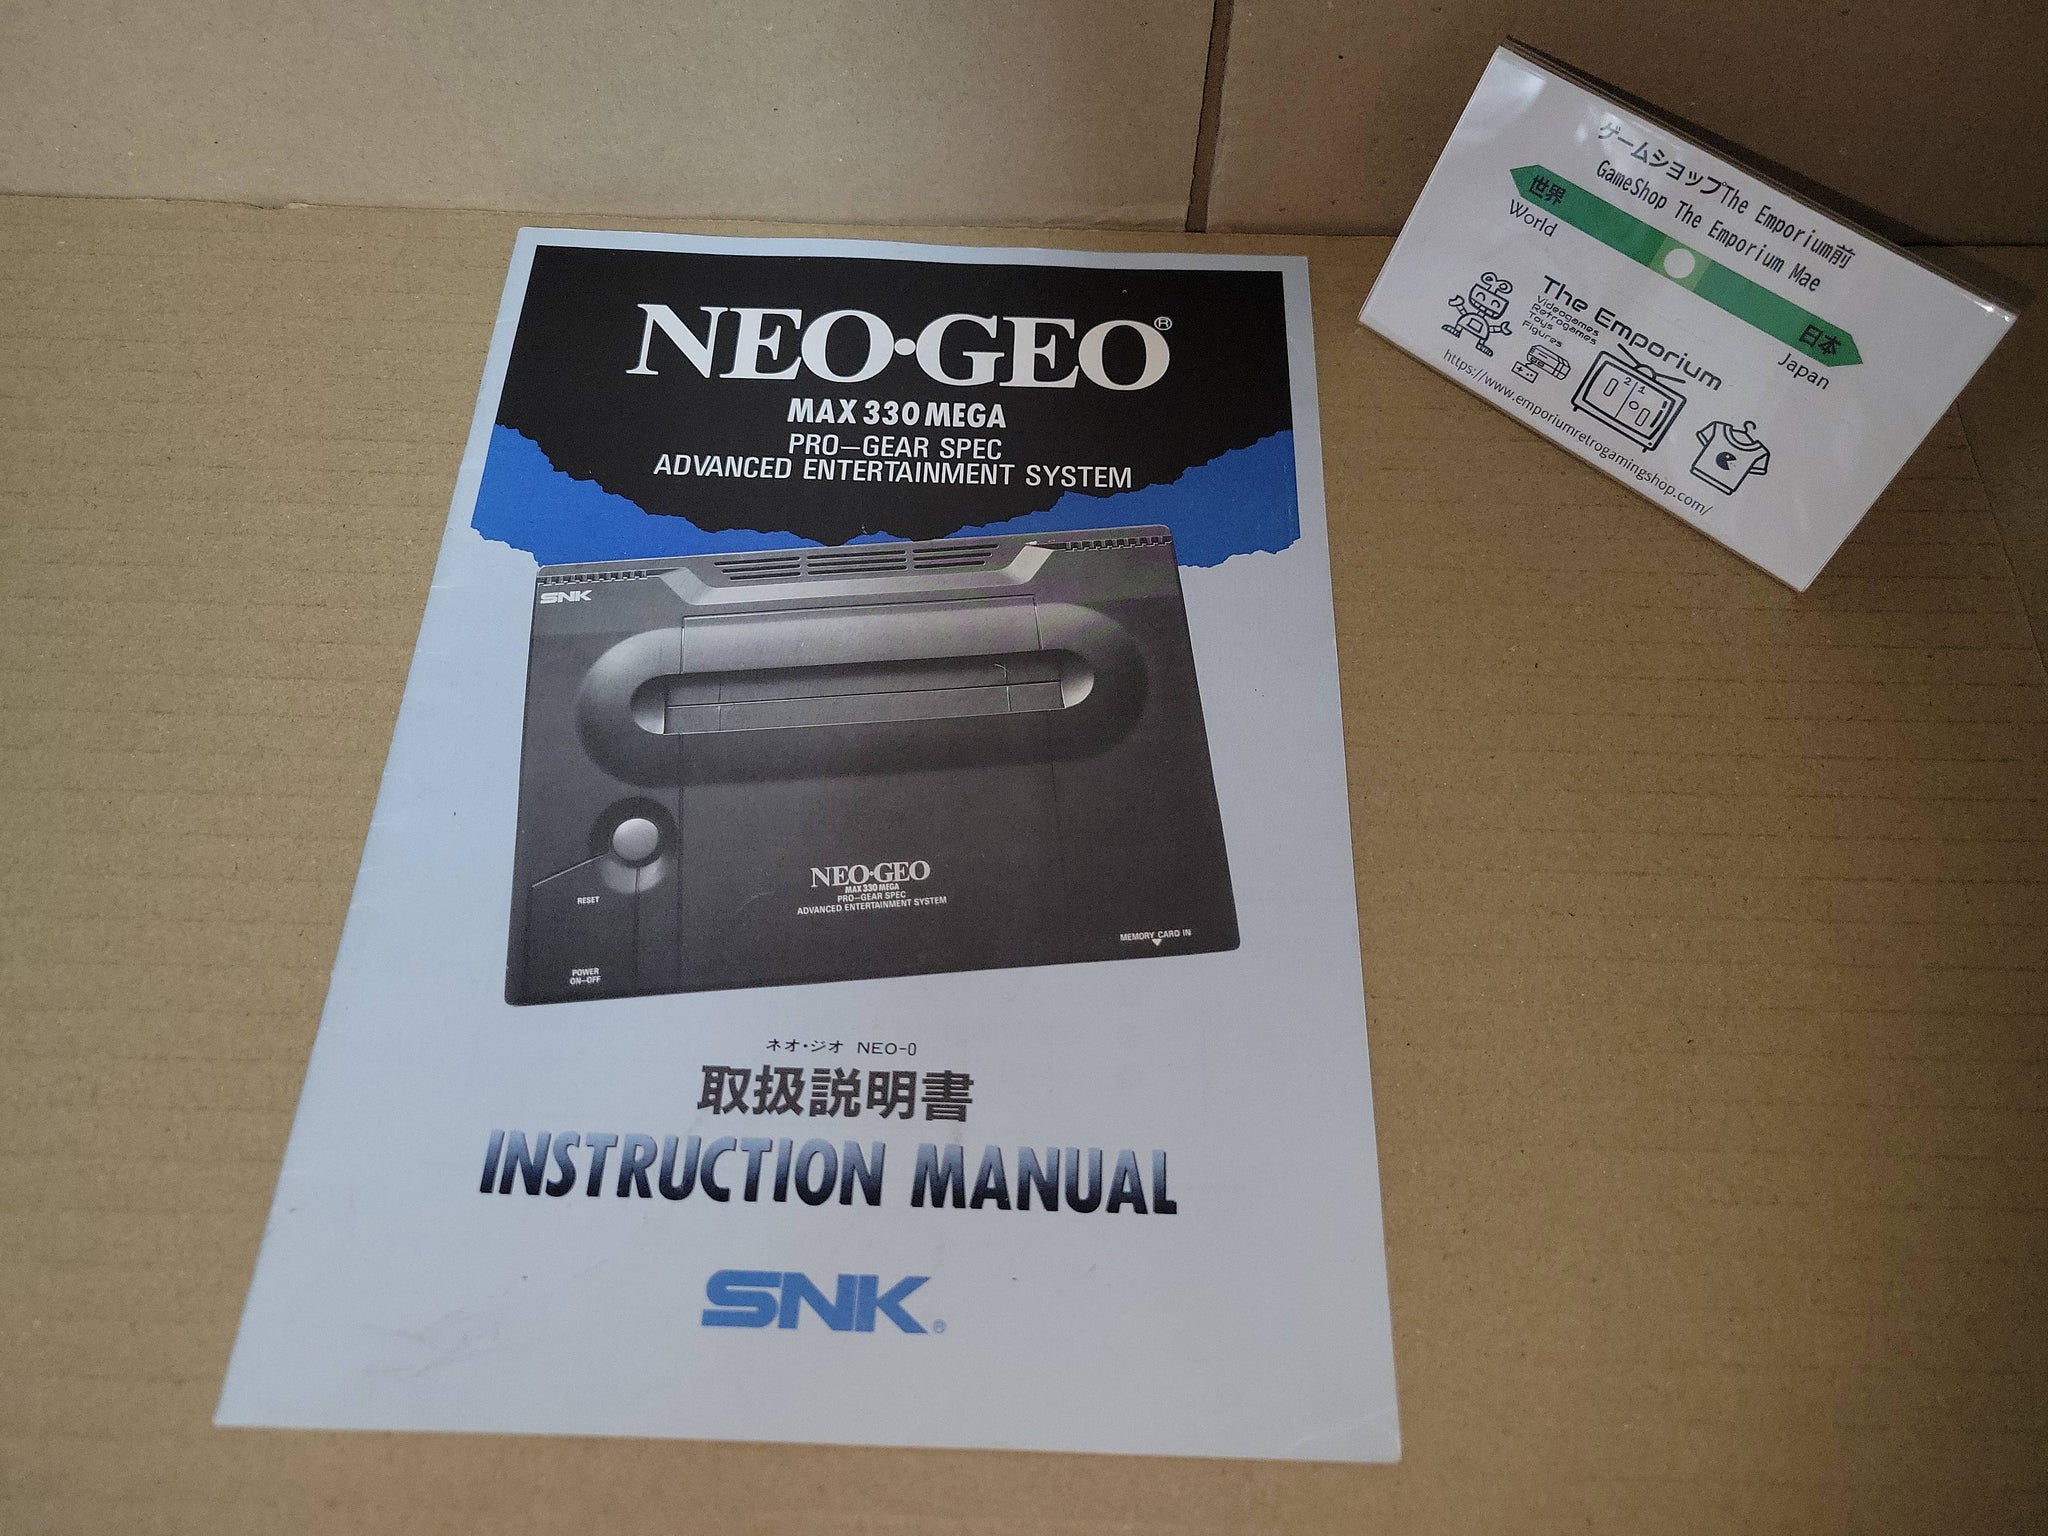 NEO・GEO®
MAX 330 MEGA
PRO-GEAR SPEC
ADVANCED ENTERTAINMENT SYSTEM
SNK
RESET
NEO・GEO
MAX 330 MEGA
PRO-GEAR SPEC
ADVANCED ENTERTAINMENT SYSTEM
MEMORY CARD IN
POWER
ON-OFF
ネオ・ジオ NEO-0
取扱説明書
INSTRUCTION MANUAL
SNK®
ゲームショップThe Emporium前
GameShop The Emporium Mae
世界
World
日本
Japan
The Emporium
Videogames
Retrogames
Toys
Figures
2 1
https://www.emporiumretrogamingshop.com/